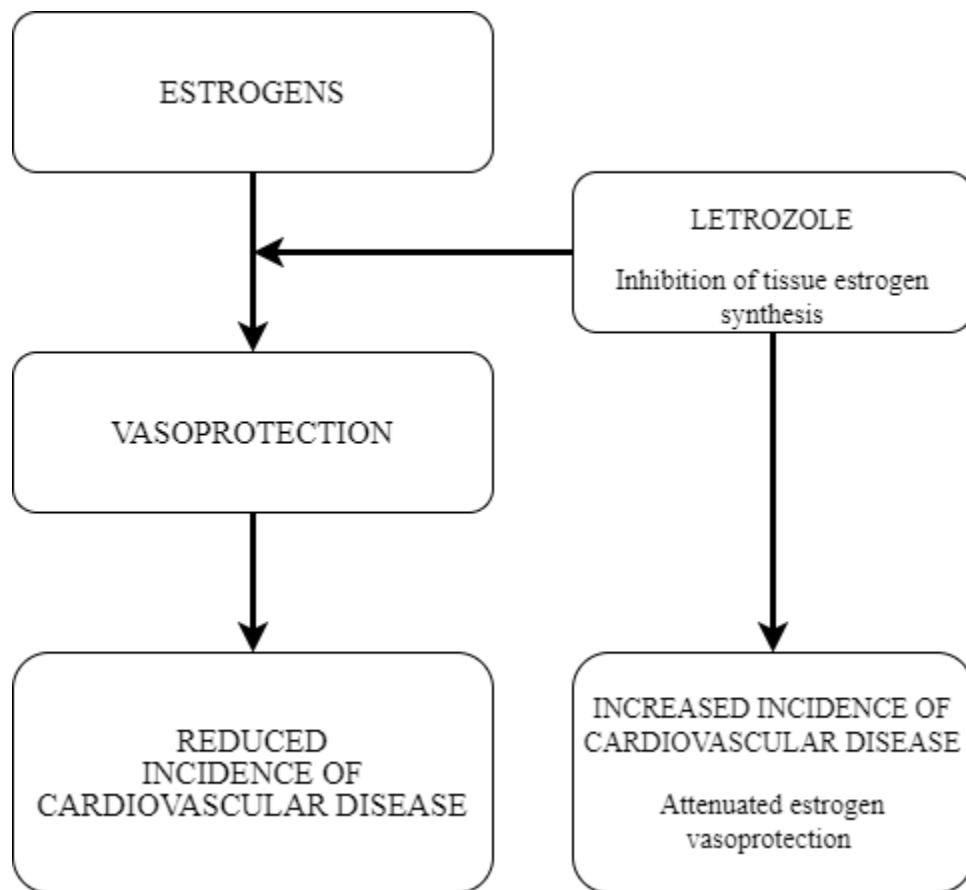 ESTROGENS
LETROZOLE
Inhibition of tissue estrogen
synthesis
VASOPROTECTION
REDUCED
INCIDENCE OF
CARDIOVASCULAR DISEASE
INCREASED INCIDENCE OF
CARDIOVASCULAR DISEASE
Attenuated estrogen
vasoprotection